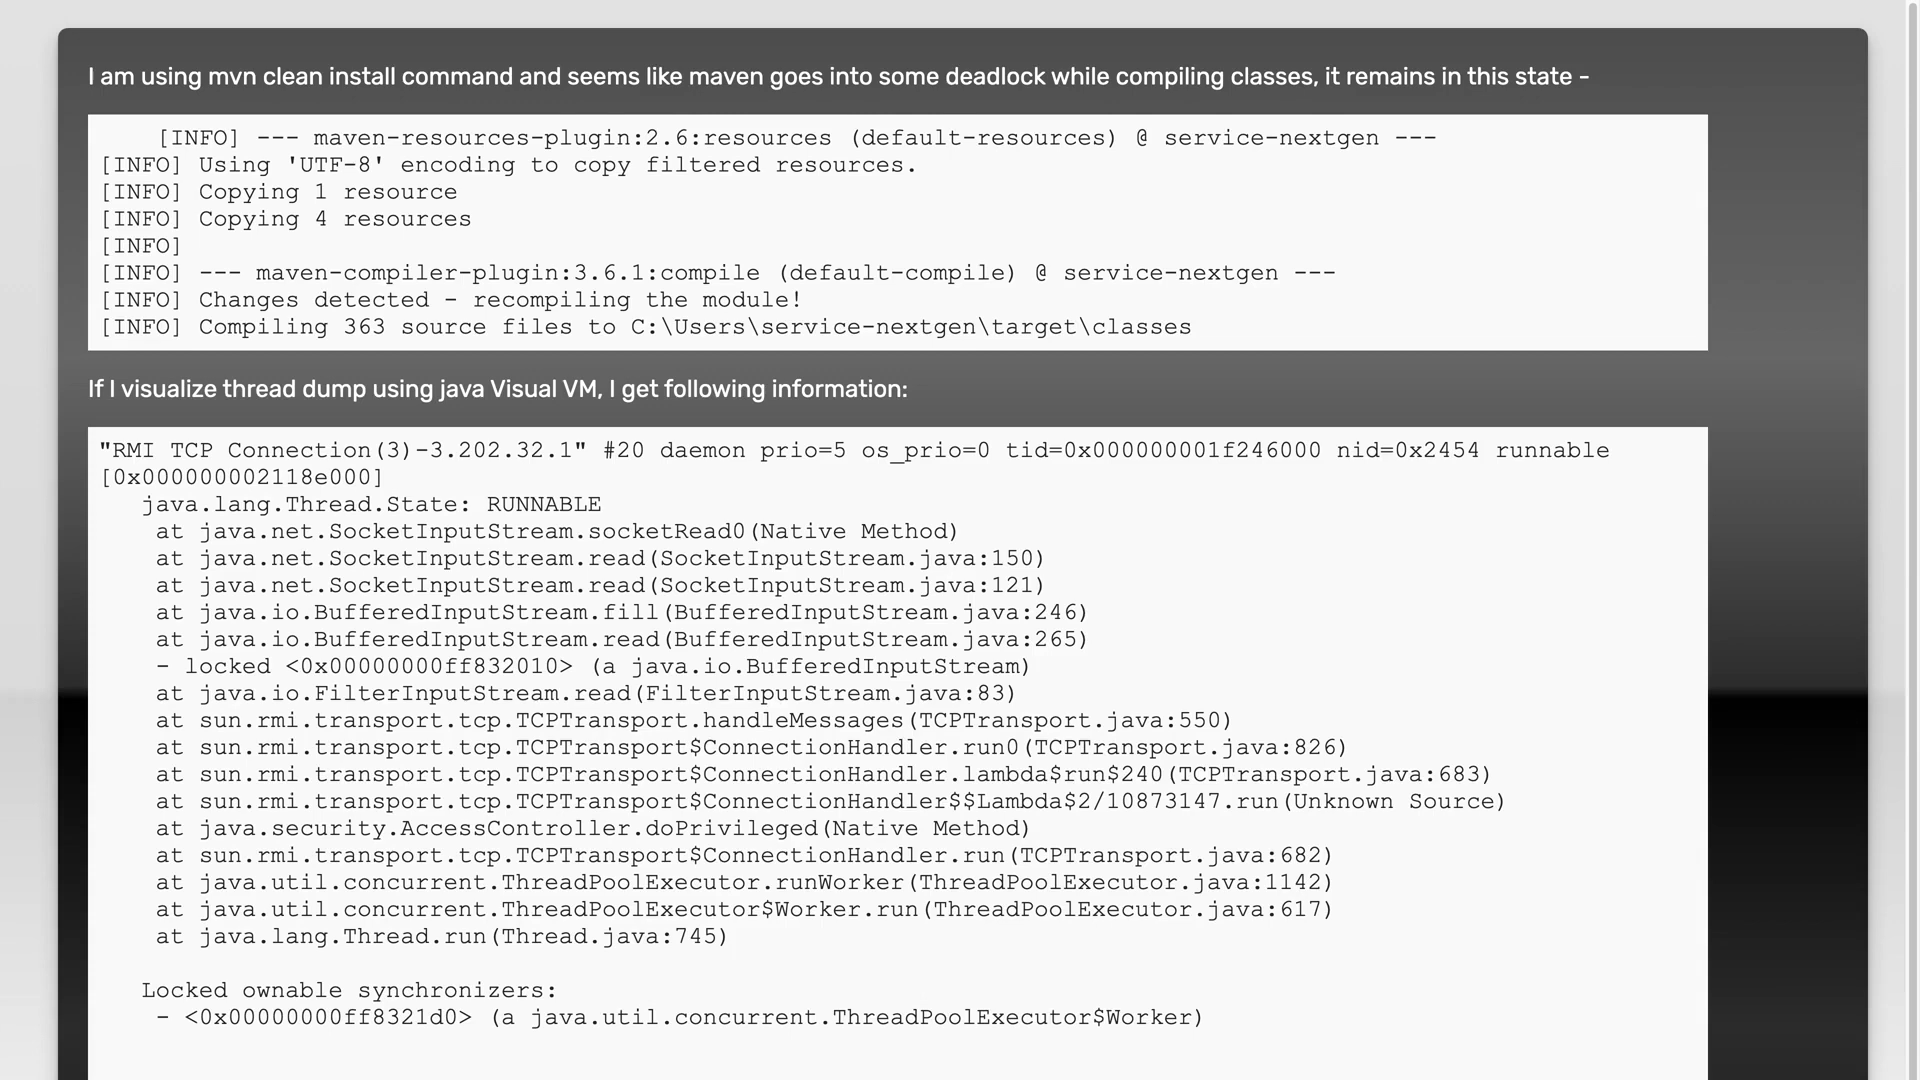 I am using mvn clean install command and seems like maven goes into some deadlock while compiling classes, it remains in this state -
[INFO] --- maven-resources-plugin:2.6:resources (default-resources) @ service-nextgen ---
[INFO] Using 'UTF-8' encoding to copy filtered resources.
[INFO] Copying 1 resource
[INFO] Copying 4 resources
[INFO]
[INFO] --- maven-compiler-plugin:3.6.1:compile (default-compile) @ service-nextgen ---
[INFO] Changes detected - recompiling the module!
[INFO] Compiling 363 source files to C:\Users\service-nextgen\target\classes
If I visualize thread dump using java Visual VM, I get following information:
"RMI TCP Connection(3)-3.202.32.1" #20 daemon prio=5 os_prio=0 tid=0x000000001f246000 nid=0x2454 runnable
[0x000000002118e000]
java.lang.Thread.State: RUNNABLE
at java.net.SocketInputStream.socketRead0(Native Method)
at java.net.SocketInputStream.read(SocketInputStream.java:150)
at java.net.SocketInputStream.read(SocketInputStream.java:121)
at java.io.BufferedInputStream.fill(BufferedInputStream.java:246)
at java.io.BufferedInputStream.read(BufferedInputStream.java:265)
- locked <0x00000000ff832010> (a java.io.BufferedInputStream)
at java.io.FilterInputStream.read(FilterInputStream.java:83)
at sun.rmi.transport.tcp.TCPTransport.handleMessages(TCPTransport.java:550)
at sun.rmi.transport.tcp.TCPTransport$ConnectionHandler.run0(TCPTransport.java:826)
at sun.rmi.transport.tcp.TCPTransport$ConnectionHandler.lambda$run$240(TCPTransport.java:683)
at sun.rmi.transport.tcp.TCPTransport$ConnectionHandler$$Lambda$2/10873147.run(Unknown Source)
at java.security.AccessController.doPrivileged(Native Method)
at sun.rmi.transport.tcp.TCPTransport$ConnectionHandler.run(TCPTransport.java:682)
at java.util.concurrent.ThreadPoolExecutor.runWorker(ThreadPoolExecutor.java:1142)
at java.util.concurrent.ThreadPoolExecutor$Worker.run(ThreadPoolExecutor.java:617)
at java.lang.Thread.run(Thread.java:745)
Locked ownable synchronizers:
- <0x00000000ff8321d0> (a java.util.concurrent.ThreadPoolExecutor$Worker)